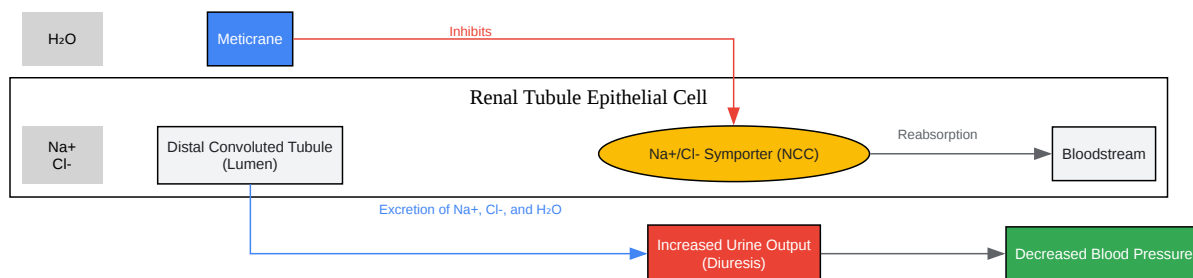 H₂O
Meticrane
Inhibits
Renal Tubule Epithelial Cell
Na+
Cl-
Distal Convoluted Tubule
(Lumen)
Na+/Cl- Symporter (NCC)
Reabsorption
Bloodstream
Excretion of Na+, Cl-, and H₂O
Increased Urine Output
(Diuresis)
Decreased Blood Pressure